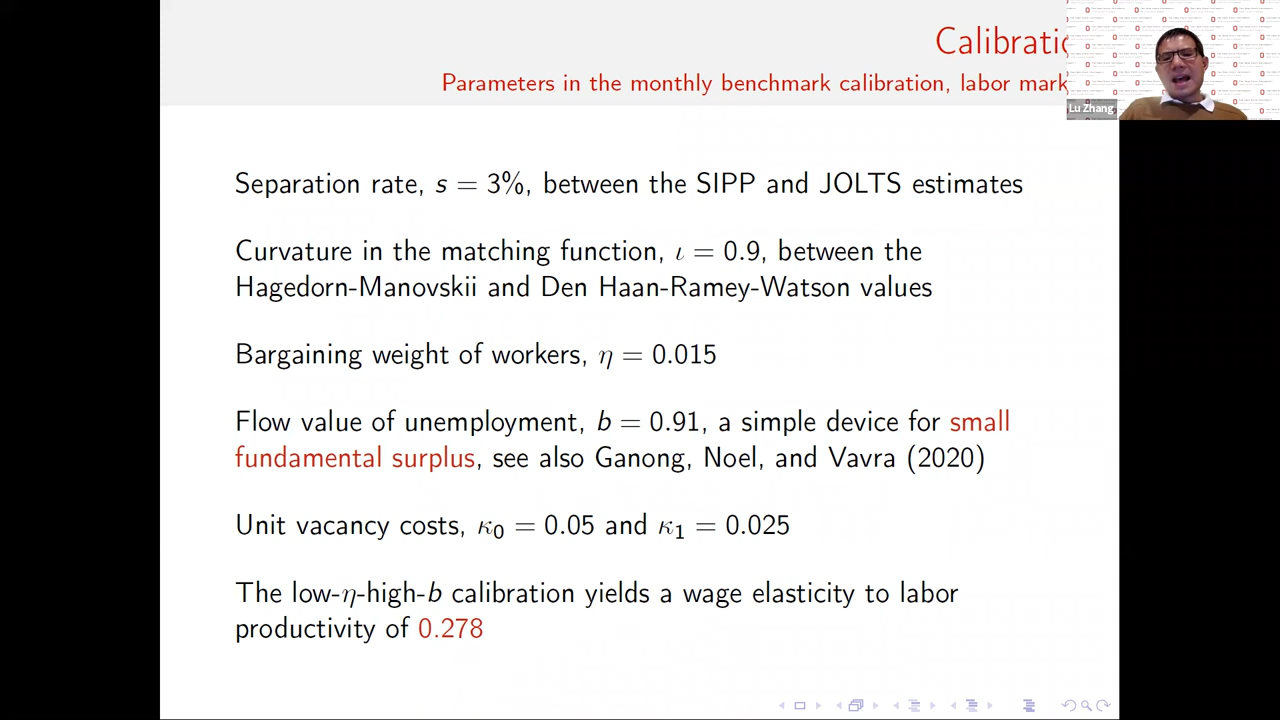 Calibratio
Parameters in the monthly benchmark calibration, labor mark
Lu Zhang
Separation rate, s = 3%, between the SIPP and JOLTS estimates
Curvature in the matching function, ι = 0.9, between the
Hagedorn-Manovskii and Den Haan-Ramey-Watson values
Bargaining weight of workers, η = 0.015
Flow value of unemployment, b = 0.91, a simple device for small
fundamental surplus, see also Ganong, Noel, and Vavra (2020)
Unit vacancy costs, κ₀ = 0.05 and κ₁ = 0.025
The low-η-high-b calibration yields a wage elasticity to labor
productivity of 0.278